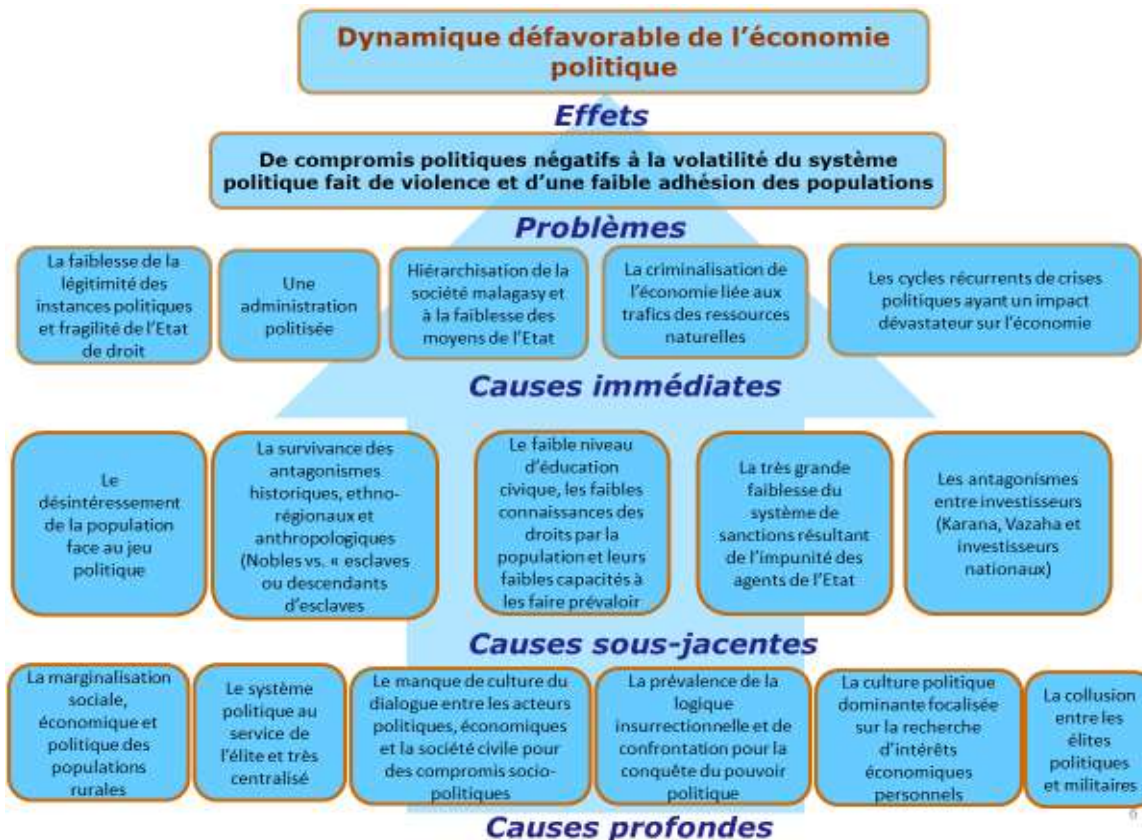 Dynamique défavorable de l’économie
politique
Effets
De compromis politiques négatifs à la volatilité du système
politique fait de violence et d’une faible adhésion des populations
Problèmes
La faiblesse de la
légitimité des
instances politiques
et fragilité de l’Etat
de droit
Une
administration
politisée
Hiérarchisation de la
société malagasy et
à la faiblesse des
moyens de l’Etat
La criminalisation de
l’économie liée aux
trafics des ressources
naturelles
Les cycles récurrents de crises
politiques ayant un impact
dévastateur sur l’économie
Causes immédiates
Le
désintéressement
de la population
face au jeu
politique
La survivance des
antagonismes
historiques, ethno-
régionaux et
anthropologiques
(Nobles vs. « esclaves
ou descendants
d’esclaves
Le faible niveau
d’éducation
civique, les faibles
connaissances des
droits par la
population et leurs
faibles capacités à
les faire prévaloir
La très grande
faiblesse du
système de
sanctions résultant
de l’impunité des
agents de l’Etat
Les antagonismes
entre investisseurs
(Karana, Vazaha et
investisseurs
nationaux)
Causes sous-jacentes
La marginalisation
sociale,
économique et
politique des
populations
rurales
Le système
politique au
service de
l’élite et très
centralisé
Le manque de culture du
dialogue entre les acteurs
politiques, économiques
et la société civile pour
des compromis socio-
politiques
La prévalence de la
logique
insurrectionnelle et de
confrontation pour la
conquête du pouvoir
politique
La culture politique
dominante focalisée
sur la recherche
d’intérêts
économiques
personnels
La collusion
entre les
élites
politiques
et militaires
Causes profondes